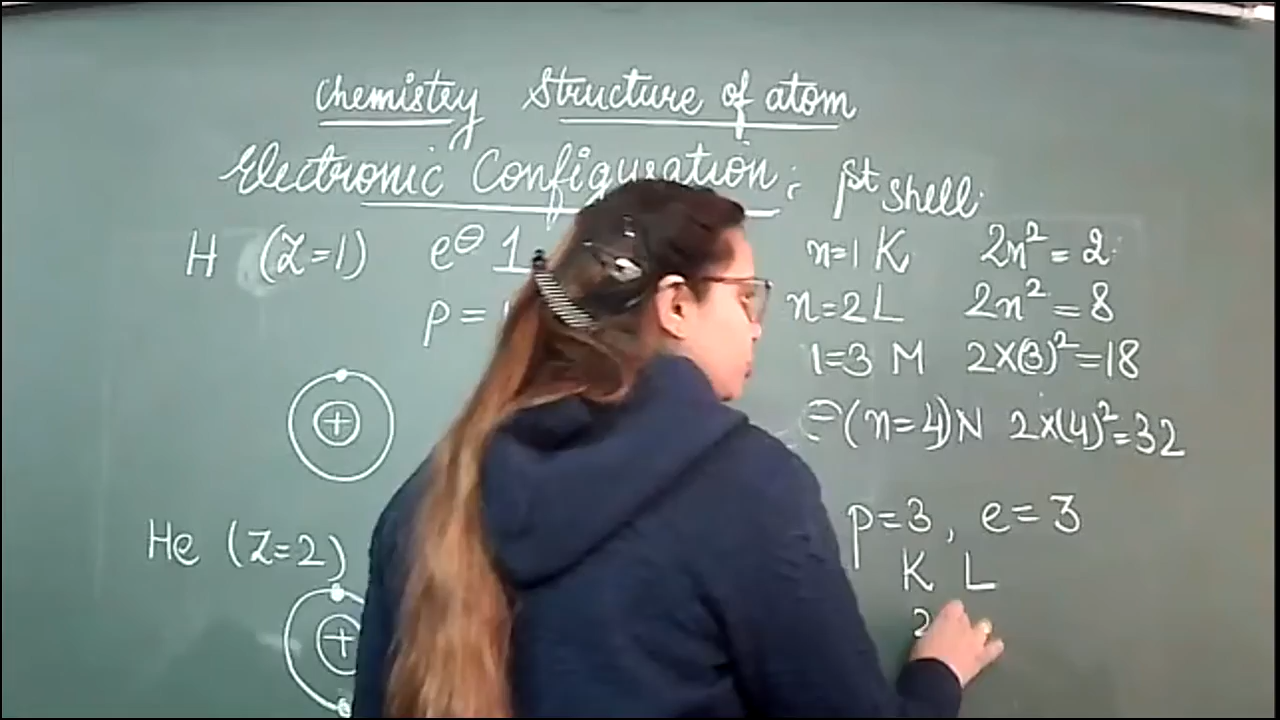 Chemistry Structure of atom
Electronic Configuration; 1st shell.
H (Z=1) e⊖ 1 n=1 K 2n² = 2
p = n=2 L 2n² = 8
=3 M 2×(3)² = 18
(n=4) N 2×(4)² = 32
+
p=3, e=3
He (Z=2) K L
2
+